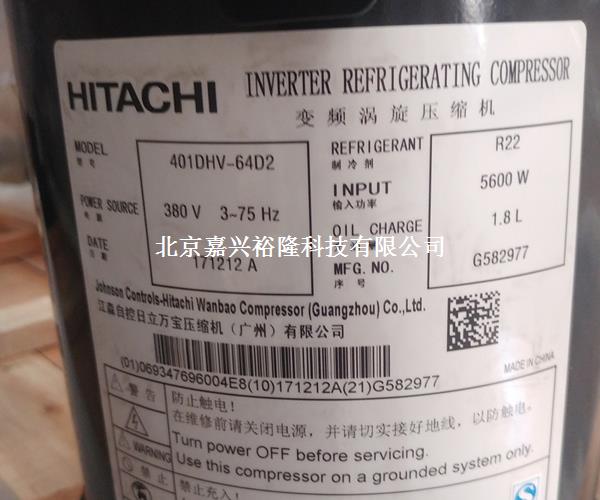 HITACHI
INVERTER REFRIGERATING COMPRESSOR
变频涡旋压缩机
MODEL
型号
401DHV-64D2
REFRIGERANT
制冷剂
R22
POWER SOURCE
电源
380 V 3~75 Hz
INPUT
输入功率
5600 W
OIL CHARGE
1.8 L
DATE
日期
171212 A
MFG. NO.
序号
G582977
北京嘉兴裕隆科技有限公司
Johnson Controls-Hitachi Wanbao Compressor (Guangzhou) Co.,Ltd.
江森自控日立万宝压缩机（广州）有限公司
MADE IN CHINA
(01)069347696004E8(10)171212A(21)G582977
警告
WARNING
防止触电！
在维修前请关闭电源，并请切实接好地线，以防触电。
Turn power OFF before servicing.
Use this compressor on a grounded system only.
禁止
防止充入！